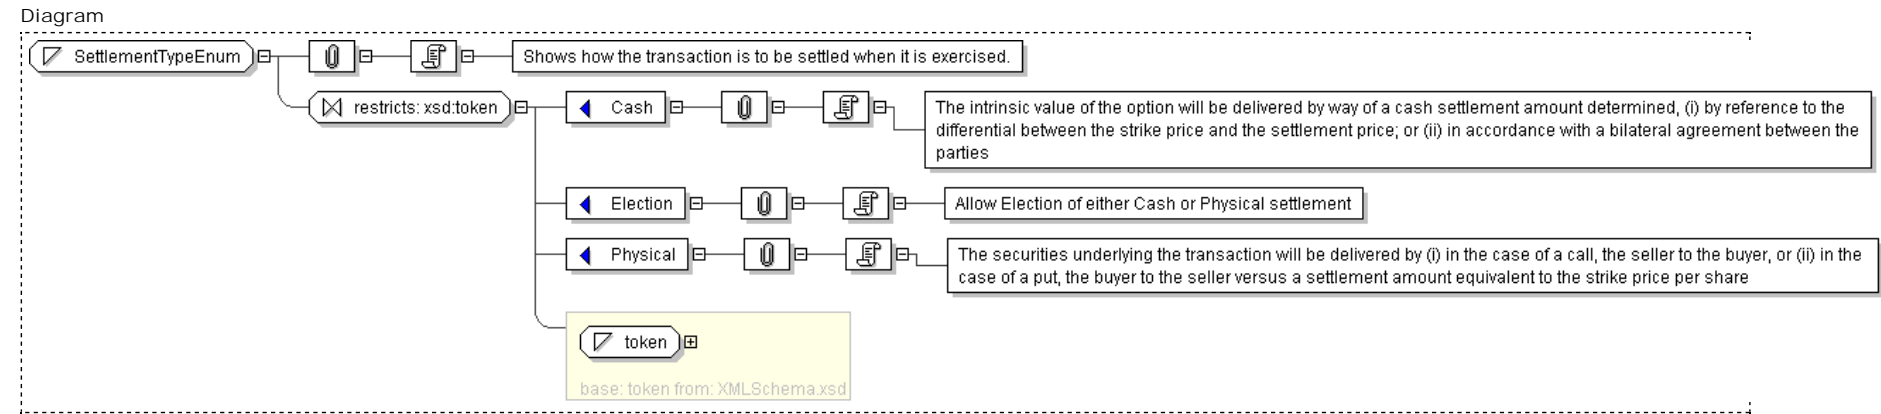 Diagram
SettlementTypeEnum
Shows how the transaction is to be settled when it is exercised.
restricts: xsd:token
Cash
The intrinsic value of the option will be delivered by way of a cash settlement amount determined, (i) by reference to the
differential between the strike price and the settlement price; or (ii) in accordance with a bilateral agreement between the
parties
Election
Allow Election of either Cash or Physical settlement
Physical
The securities underlying the transaction will be delivered by (i) in the case of a call, the seller to the buyer, or (ii) in the
case of a put, the buyer to the seller versus a settlement amount equivalent to the strike price per share
token
base: token from: XMLSchema.xsd